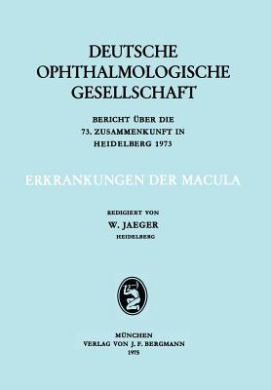 DEUTSCHE
OPHTHALMOLOGISCHE
GESELLSCHAFT
BERICHT ÜBER DIE
73. ZUSAMMENKUNFT IN
HEIDELBERG 1973
ERKRANKUNGEN DER MACULA
REDIGIERT VON
W. JAEGER
HEIDELBERG
MÜNCHEN
VERLAG VON J. F. BERGMANN
1975